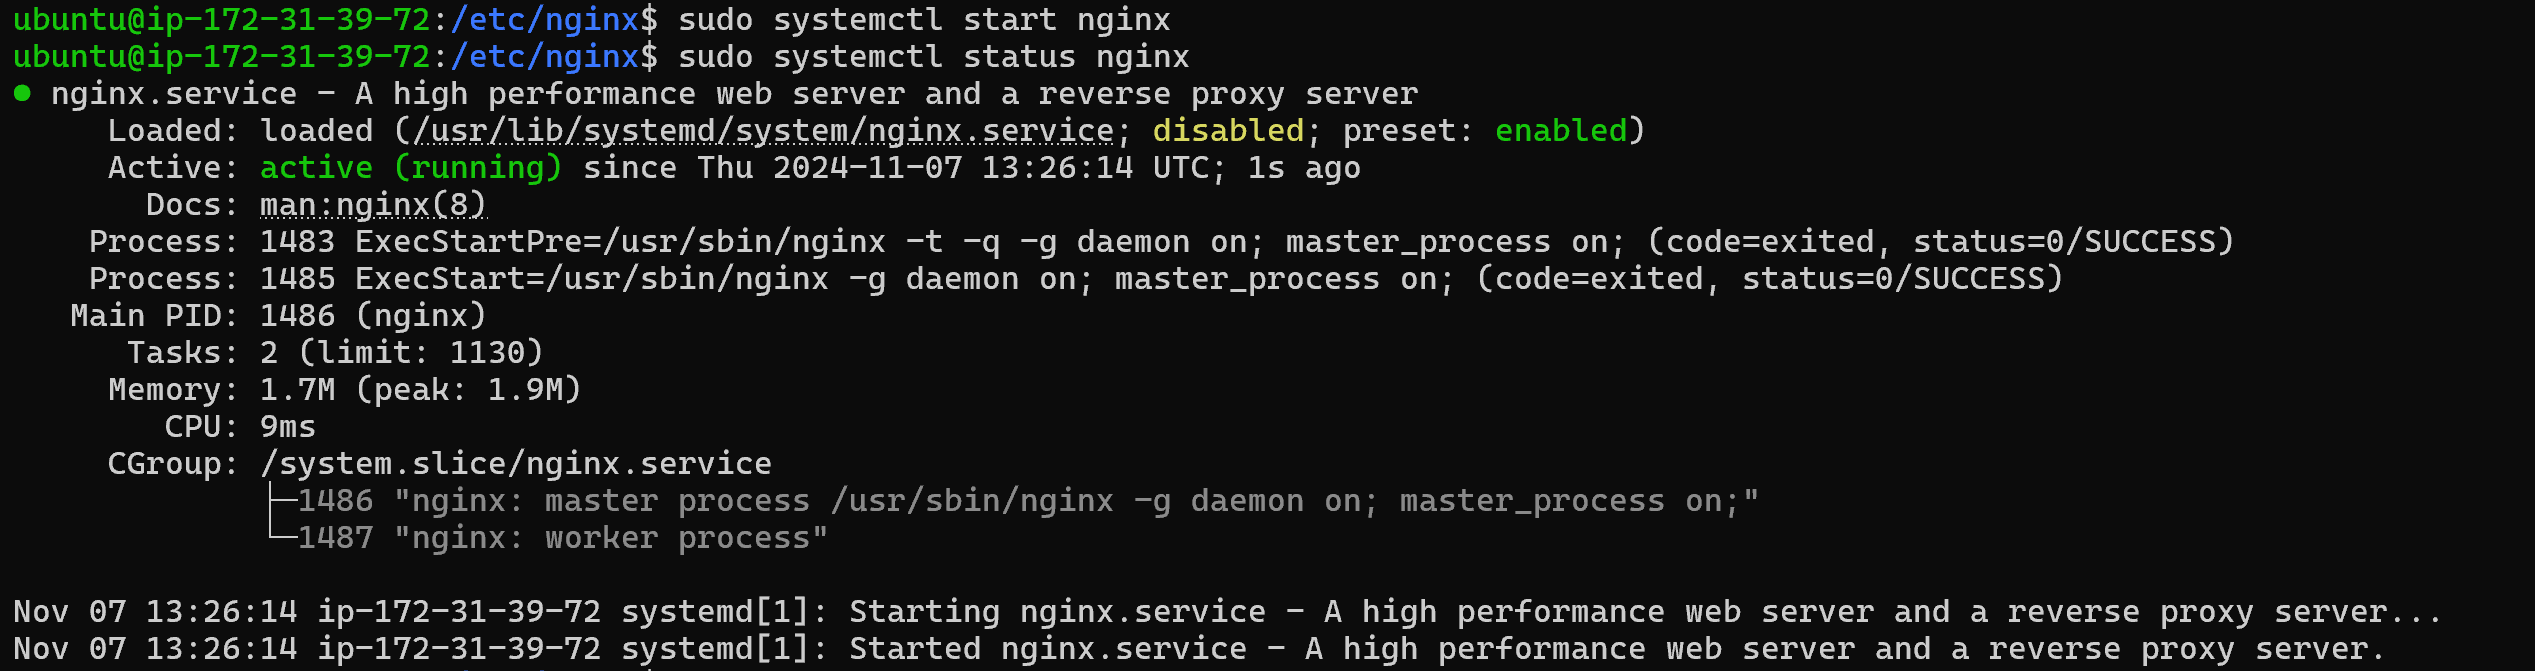 ubuntu@ip-172-31-39-72:/etc/nginx$ sudo systemctl start nginx
ubuntu@ip-172-31-39-72:/etc/nginx$ sudo systemctl status nginx
● nginx.service - A high performance web server and a reverse proxy server
Loaded: loaded (/usr/lib/systemd/system/nginx.service; disabled; preset: enabled)
Active: active (running) since Thu 2024-11-07 13:26:14 UTC; 1s ago
Docs: man:nginx(8)
Process: 1483 ExecStartPre=/usr/sbin/nginx -t -q -g daemon on; master_process on; (code=exited, status=0/SUCCESS)
Process: 1485 ExecStart=/usr/sbin/nginx -g daemon on; master_process on; (code=exited, status=0/SUCCESS)
Main PID: 1486 (nginx)
Tasks: 2 (limit: 1130)
Memory: 1.7M (peak: 1.9M)
CPU: 9ms
CGroup: /system.slice/nginx.service
├─1486 "nginx: master process /usr/sbin/nginx -g daemon on; master_process on;"
└─1487 "nginx: worker process"
Nov 07 13:26:14 ip-172-31-39-72 systemd[1]: Starting nginx.service - A high performance web server and a reverse proxy server...
Nov 07 13:26:14 ip-172-31-39-72 systemd[1]: Started nginx.service - A high performance web server and a reverse proxy server.